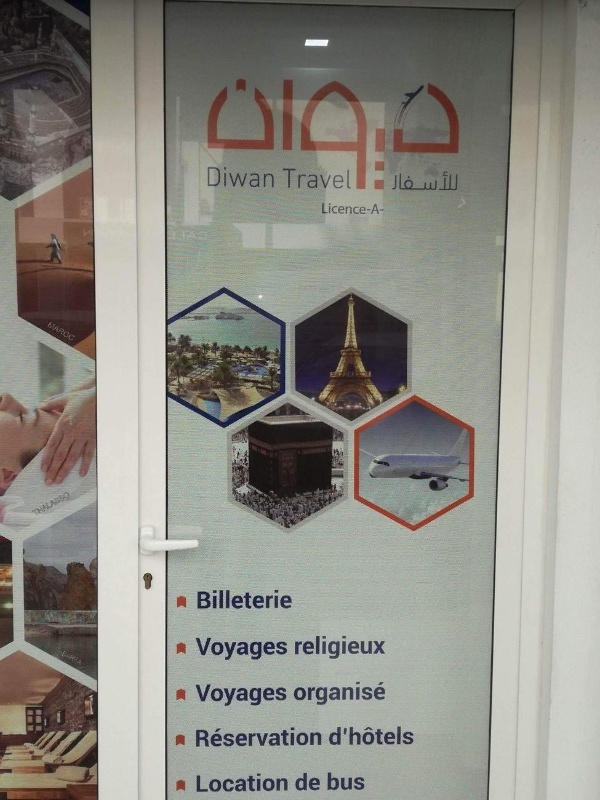 ديوان
Diwan Travel للأسفار
Licence-A-
MAROC
THALASSO
Billeterie
Voyages religieux
Voyages organisé
Réservation d'hôtels
Location de bus